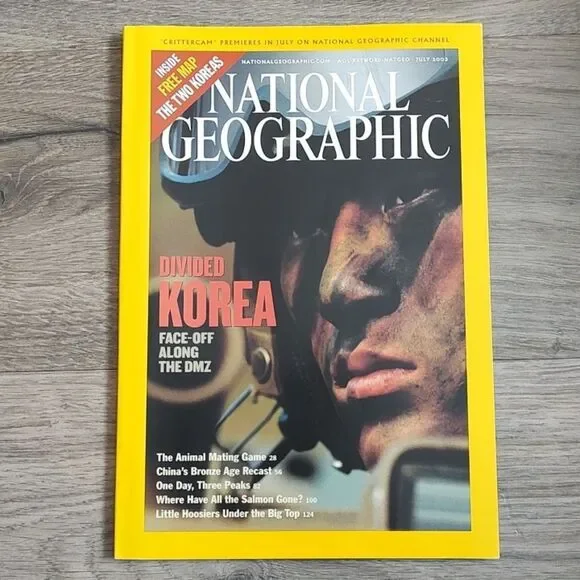 'CRITTERCAM' PREMIERES IN JULY ON NATIONAL GEOGRAPHIC CHANNEL
INSIDE
FREE MAP
THE TWO KOREAS
NATIONALGEOGRAPHIC.COM · AOL KEYWORD: NATGEO · JULY 2003
NATIONAL
GEOGRAPHIC
DIVIDED
KOREA
FACE-OFF
ALONG
THE DMZ
The Animal Mating Game 28
China's Bronze Age Recast 56
One Day, Three Peaks 82
Where Have All the Salmon Gone? 100
Little Hoosiers Under the Big Top 124